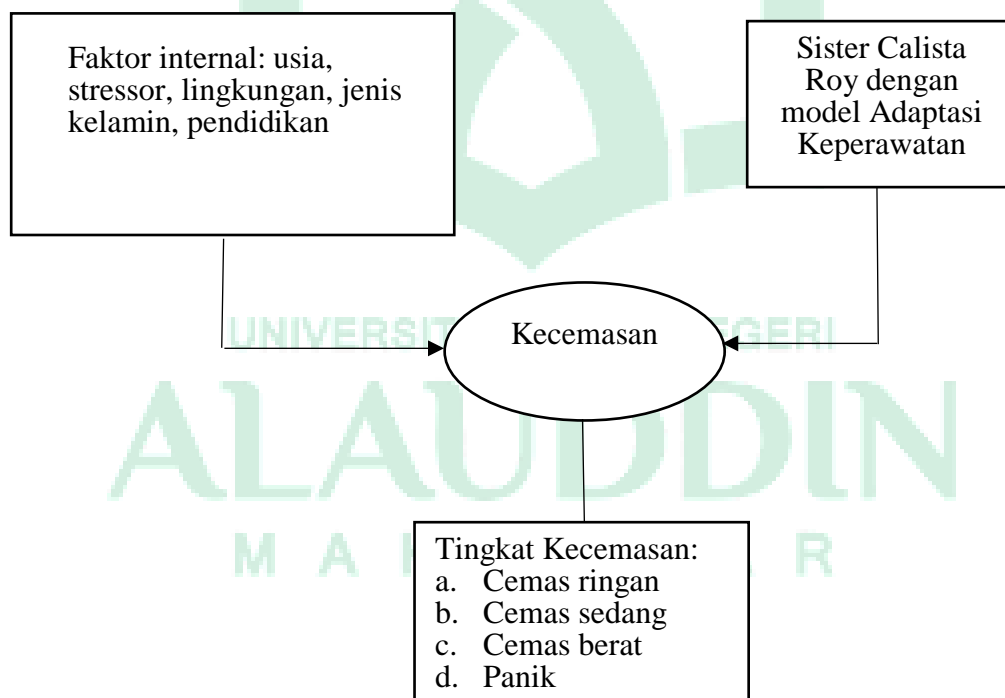 Faktor internal: usia,
stressor, lingkungan, jenis
kelamin, pendidikan
Sister Calista
Roy dengan
model Adaptasi
Keperawatan
Kecemasan
UNIVERSIT EGERI
ALAUDDIN
M A K R
Tingkat Kecemasan:
a. Cemas ringan
b. Cemas sedang
c. Cemas berat
d. Panik